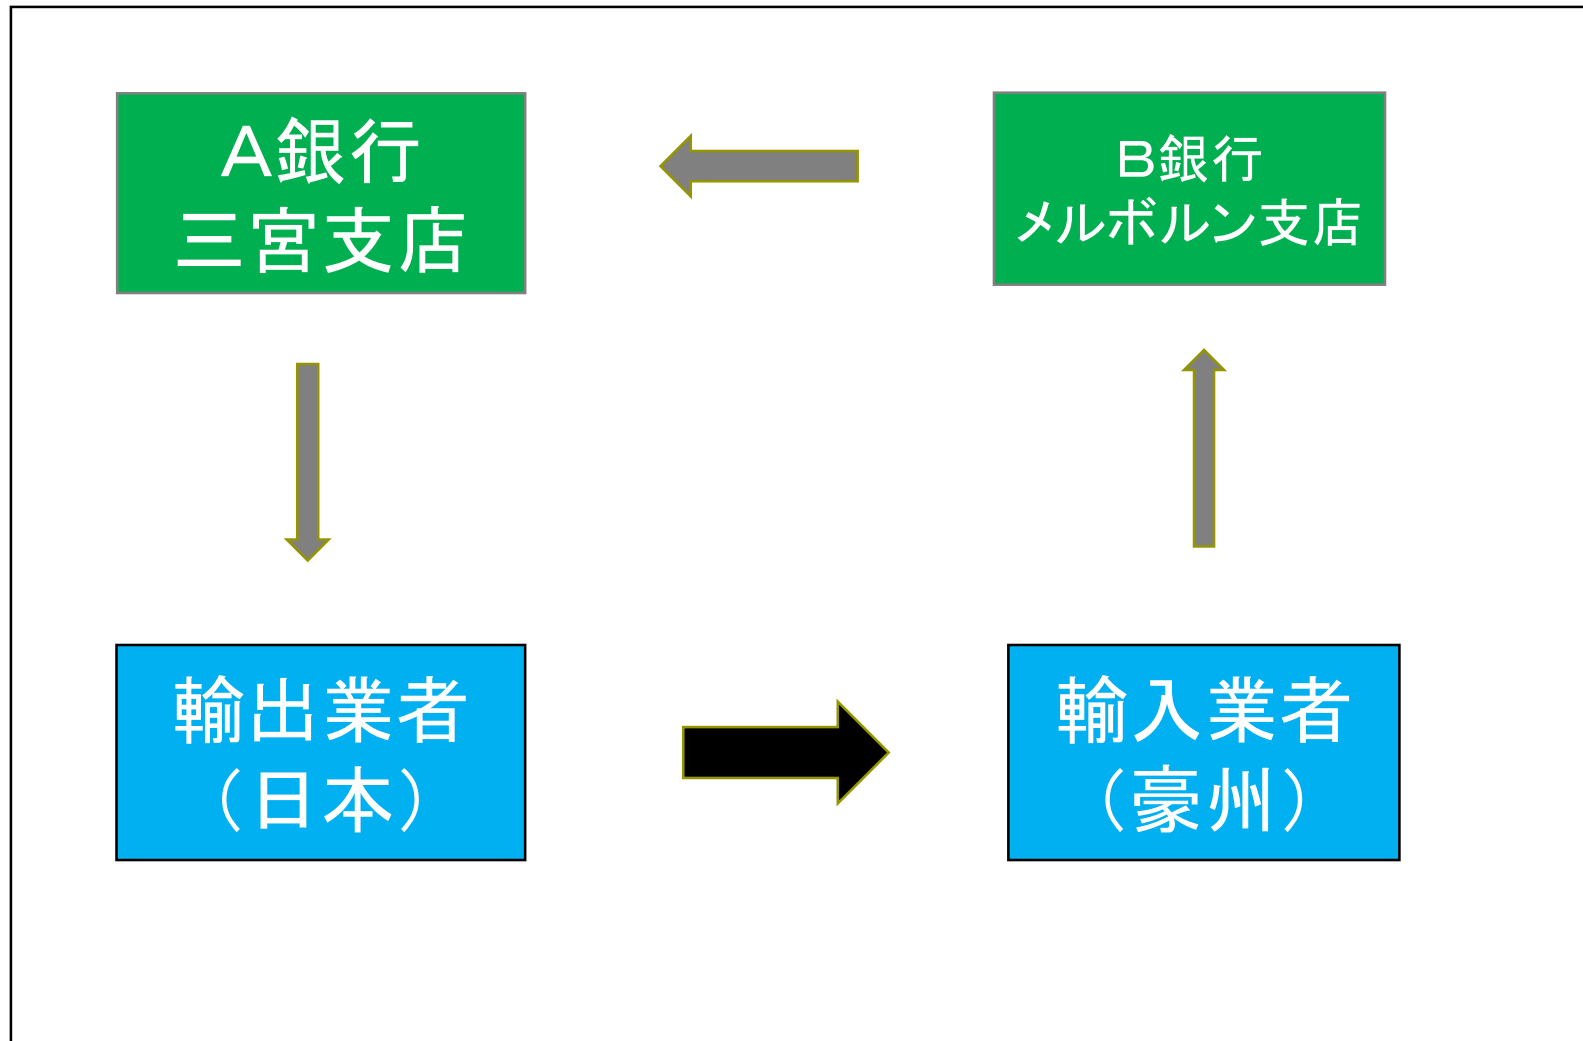 A銀行
三宮支店
B銀行
メルボルン支店
輸出業者
（日本）
輸入業者
（豪州）